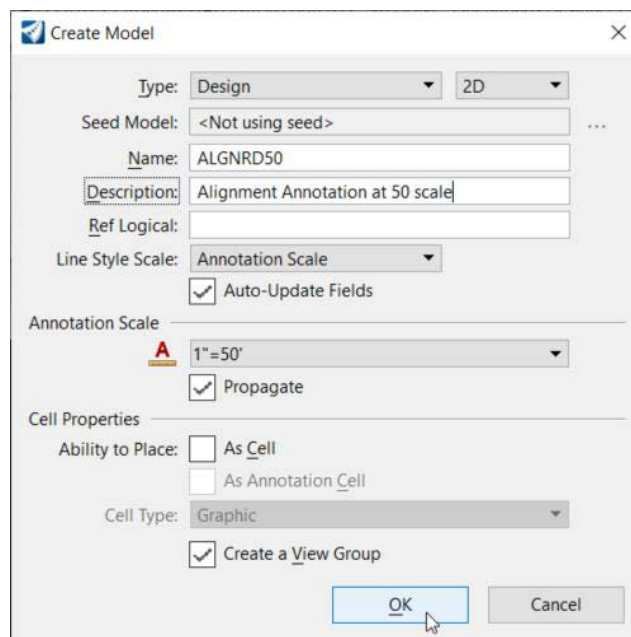 Create Model
Type: Design 2D
Seed Model: <Not using seed> ...
Name: ALGNRD50
Description: Alignment Annotation at 50 scale
Ref Logical:
Line Style Scale: Annotation Scale
Auto-Update Fields
Annotation Scale
A 1"=50'
Propagate
Cell Properties
Ability to Place: As Cell
As Annotation Cell
Cell Type: Graphic
Create a View Group
OK Cancel